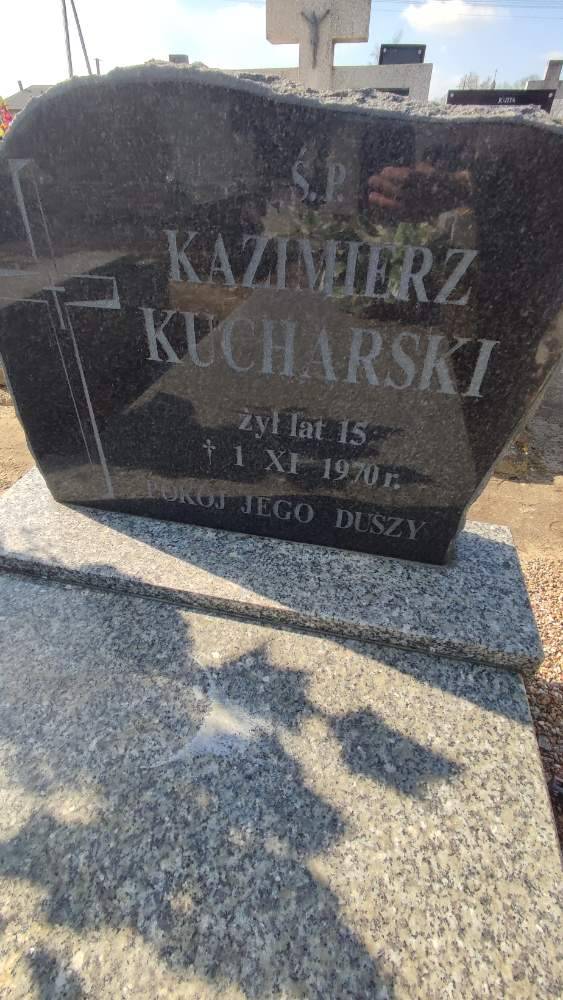 Ś.P.
KAZIMIERZ
KUCHARSKI
żył lat 15
† 1 XI 1970 r.
POKÓJ JEGO DUSZY